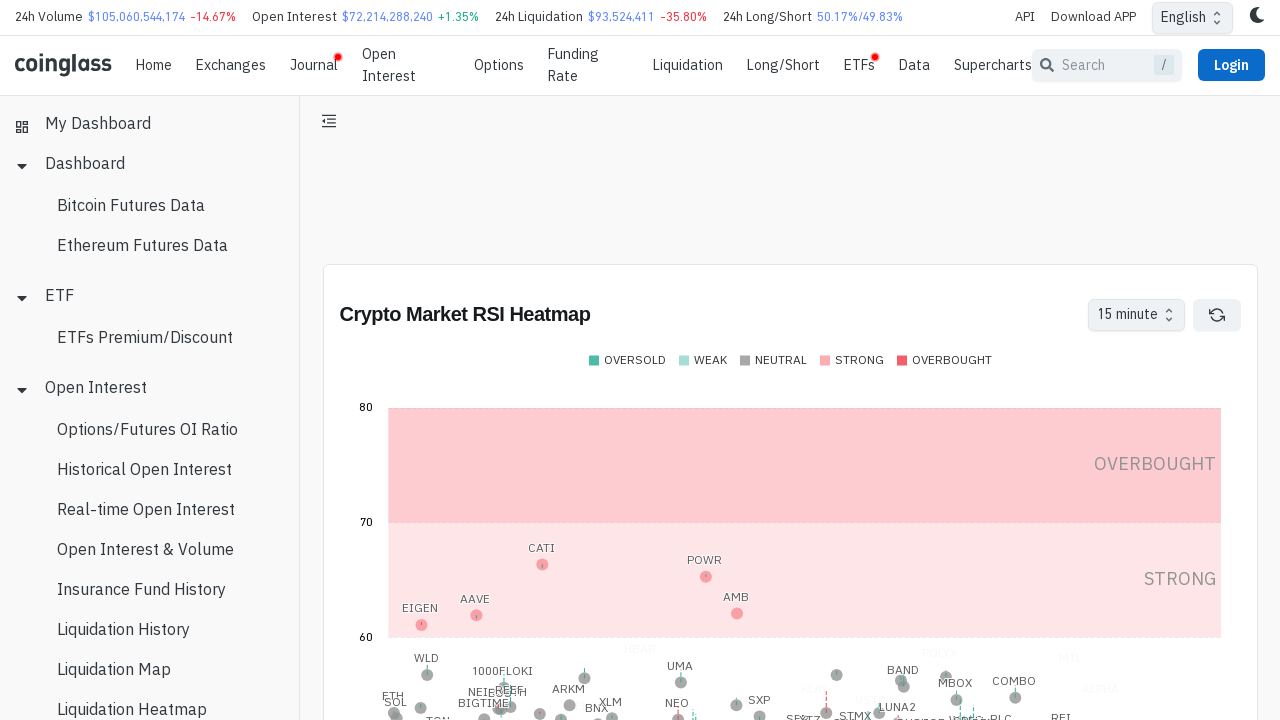 24h Volume $105,060,544,174 -14.67% Open Interest $72,214,288,240 +1.35% 24h Liquidation $93,524,411 -35.80% 24h Long/Short 50.17%/49.83% API Download APP English
coinglass Home Exchanges Journal Open Interest Options Funding Rate Liquidation Long/Short ETFs Data Supercharts Search / Login
My Dashboard
Dashboard
Bitcoin Futures Data
Ethereum Futures Data
ETF
ETFs Premium/Discount
Open Interest
Options/Futures OI Ratio
Historical Open Interest
Real-time Open Interest
Open Interest & Volume
Insurance Fund History
Liquidation History
Liquidation Map
Liquidation Heatmap
Crypto Market RSI Heatmap 15 minute
OVERSOLD WEAK NEUTRAL STRONG OVERBOUGHT
80
OVERBOUGHT
70
CATI
POWR
STRONG
AMB
AAVE
EIGEN
60
HBAR
WLD
UMA
1000FLOKI
BAND
COMBO
MBOX
ARKM
ETH
SOL
BIGTIME
XLM
BNX
NEO
SXP
LUNA2
STMX
ALPHA